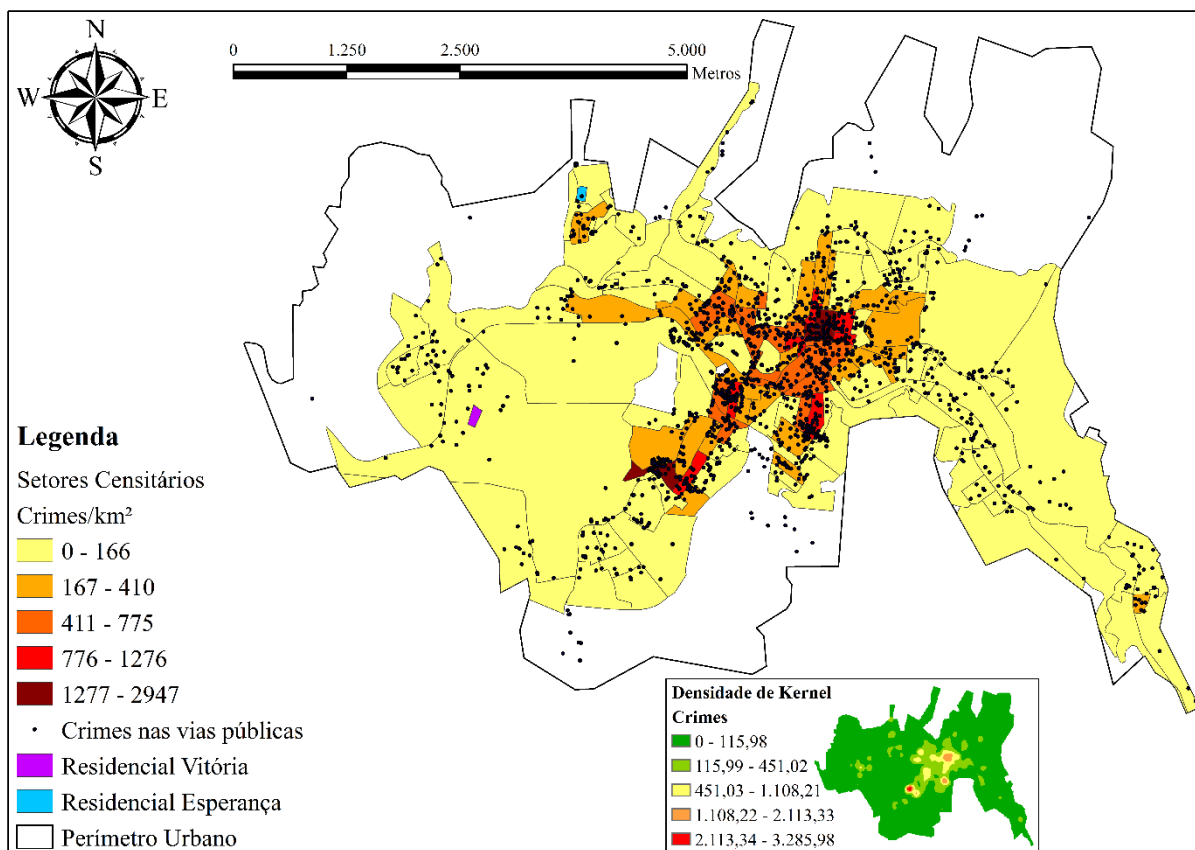 N
W E
S
0 1.250 2.500 5.000
Metros
Legenda
Setores Censitários
Crimes/km²
0 - 166
167 - 410
411 - 775
776 - 1276
1277 - 2947
Crimes nas vias públicas
Residencial Vitória
Residencial Esperança
Perímetro Urbano
Densidade de Kernel
Crimes
0 - 115,98
115,99 - 451,02
451,03 - 1.108,21
1.108,22 - 2.113,33
2.113,34 - 3.285,98